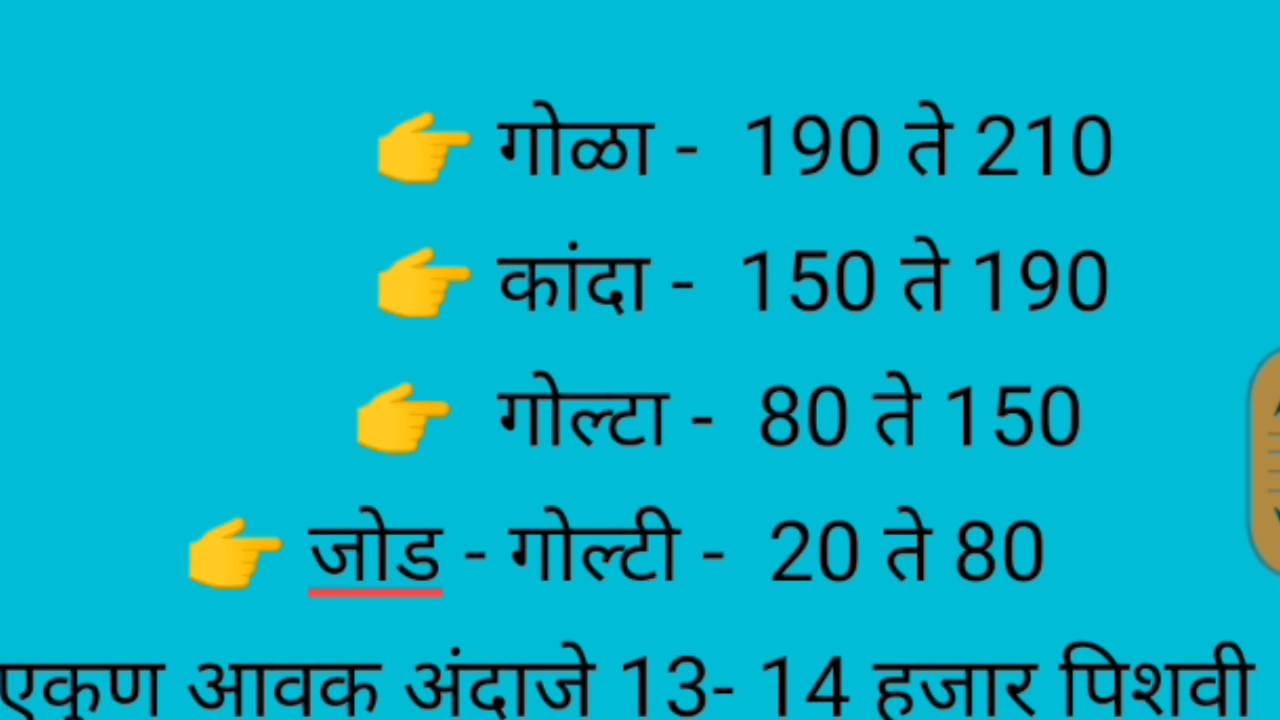 👉 गोळा - 190 ते 210
👉 कांदा - 150 ते 190
👉 गोल्टा - 80 ते 150
👉 जोड - गोल्टी - 20 ते 80
एकुण आवक अंदाजे 13- 14 हजार पिशवी